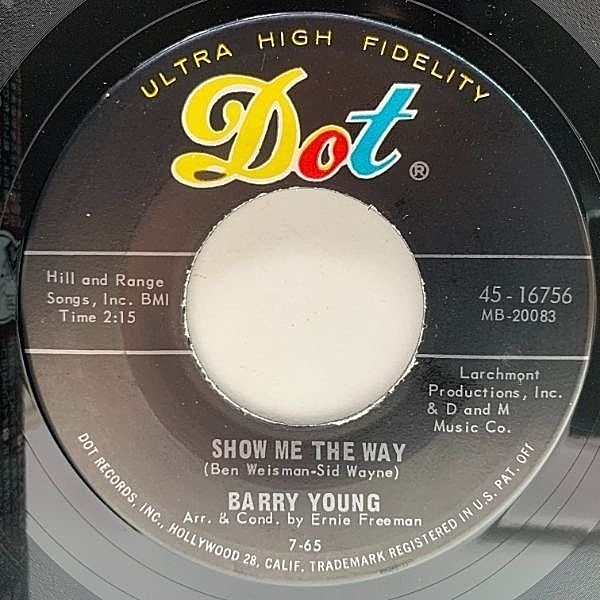 ULTRA HIGH FIDELITY
Dot®
Hill and Range
Songs, Inc. BMI
Time 2:15
45-16756
MB-20083
Larchmont
Productions, Inc.
& D and M
Music Co.
SHOW ME THE WAY
(Ben Weisman-Sid Wayne)
BARRY YOUNG
Arr. & Cond. by Ernie Freeman
7-65
DOT RECORDS, INC., HOLLYWOOD 28, CALIF. TRADEMARK REGISTERED IN U.S. PAT. OFF